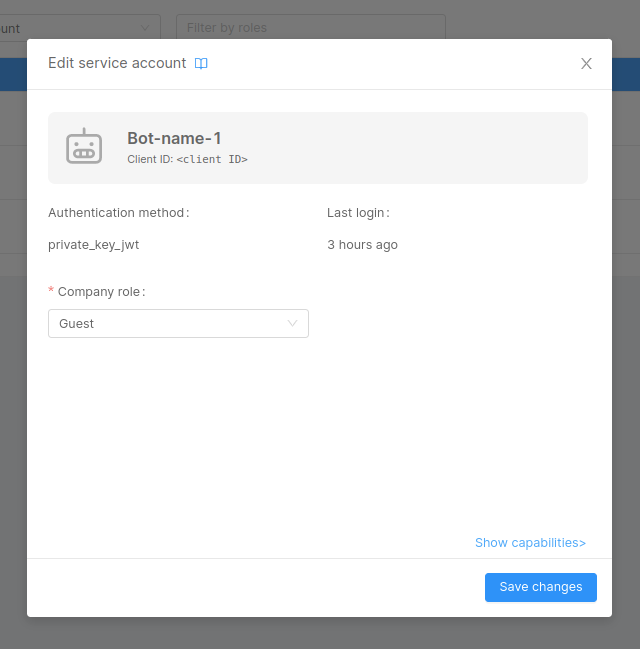 unt
Filter by roles
Edit service account
Bot-name-1
Client ID: <client ID>
Authentication method:
Last login:
private_key_jwt
3 hours ago
* Company role:
Guest
Show capabilities>
Save changes